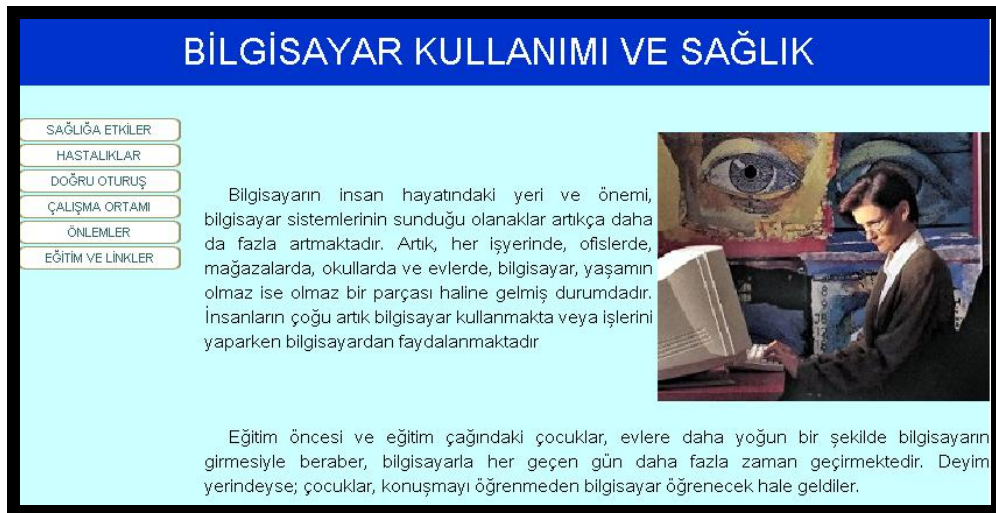 BİLGİSAYAR KULLANIMI VE SAĞLIK
SAĞLIĞA ETKİLER
HASTALIKLAR
DOĞRU OTURUŞ
ÇALIŞMA ORTAMI
ÖNLEMLER
EĞİTİM VE LİNKLER
Bilgisayarın insan hayatındaki yeri ve önemi,
bilgisayar sistemlerinin sunduğu olanaklar artıkça daha
da fazla artmaktadır. Artık, her işyerinde, ofislerde,
mağazalarda, okullarda ve evlerde, bilgisayar, yaşamın
olmaz ise olmaz bir parçası haline gelmiş durumdadır.
İnsanların çoğu artık bilgisayar kullanmakta veya işlerini
yaparken bilgisayardan faydalanmaktadır
Eğitim öncesi ve eğitim çağındaki çocuklar, evlere daha yoğun bir şekilde bilgisayarın
girmesiyle beraber, bilgisayarla her geçen gün daha fazla zaman geçirmektedir. Deyim
yerindeyse; çocuklar, konuşmayı öğrenmeden bilgisayar öğrenecek hale geldiler.